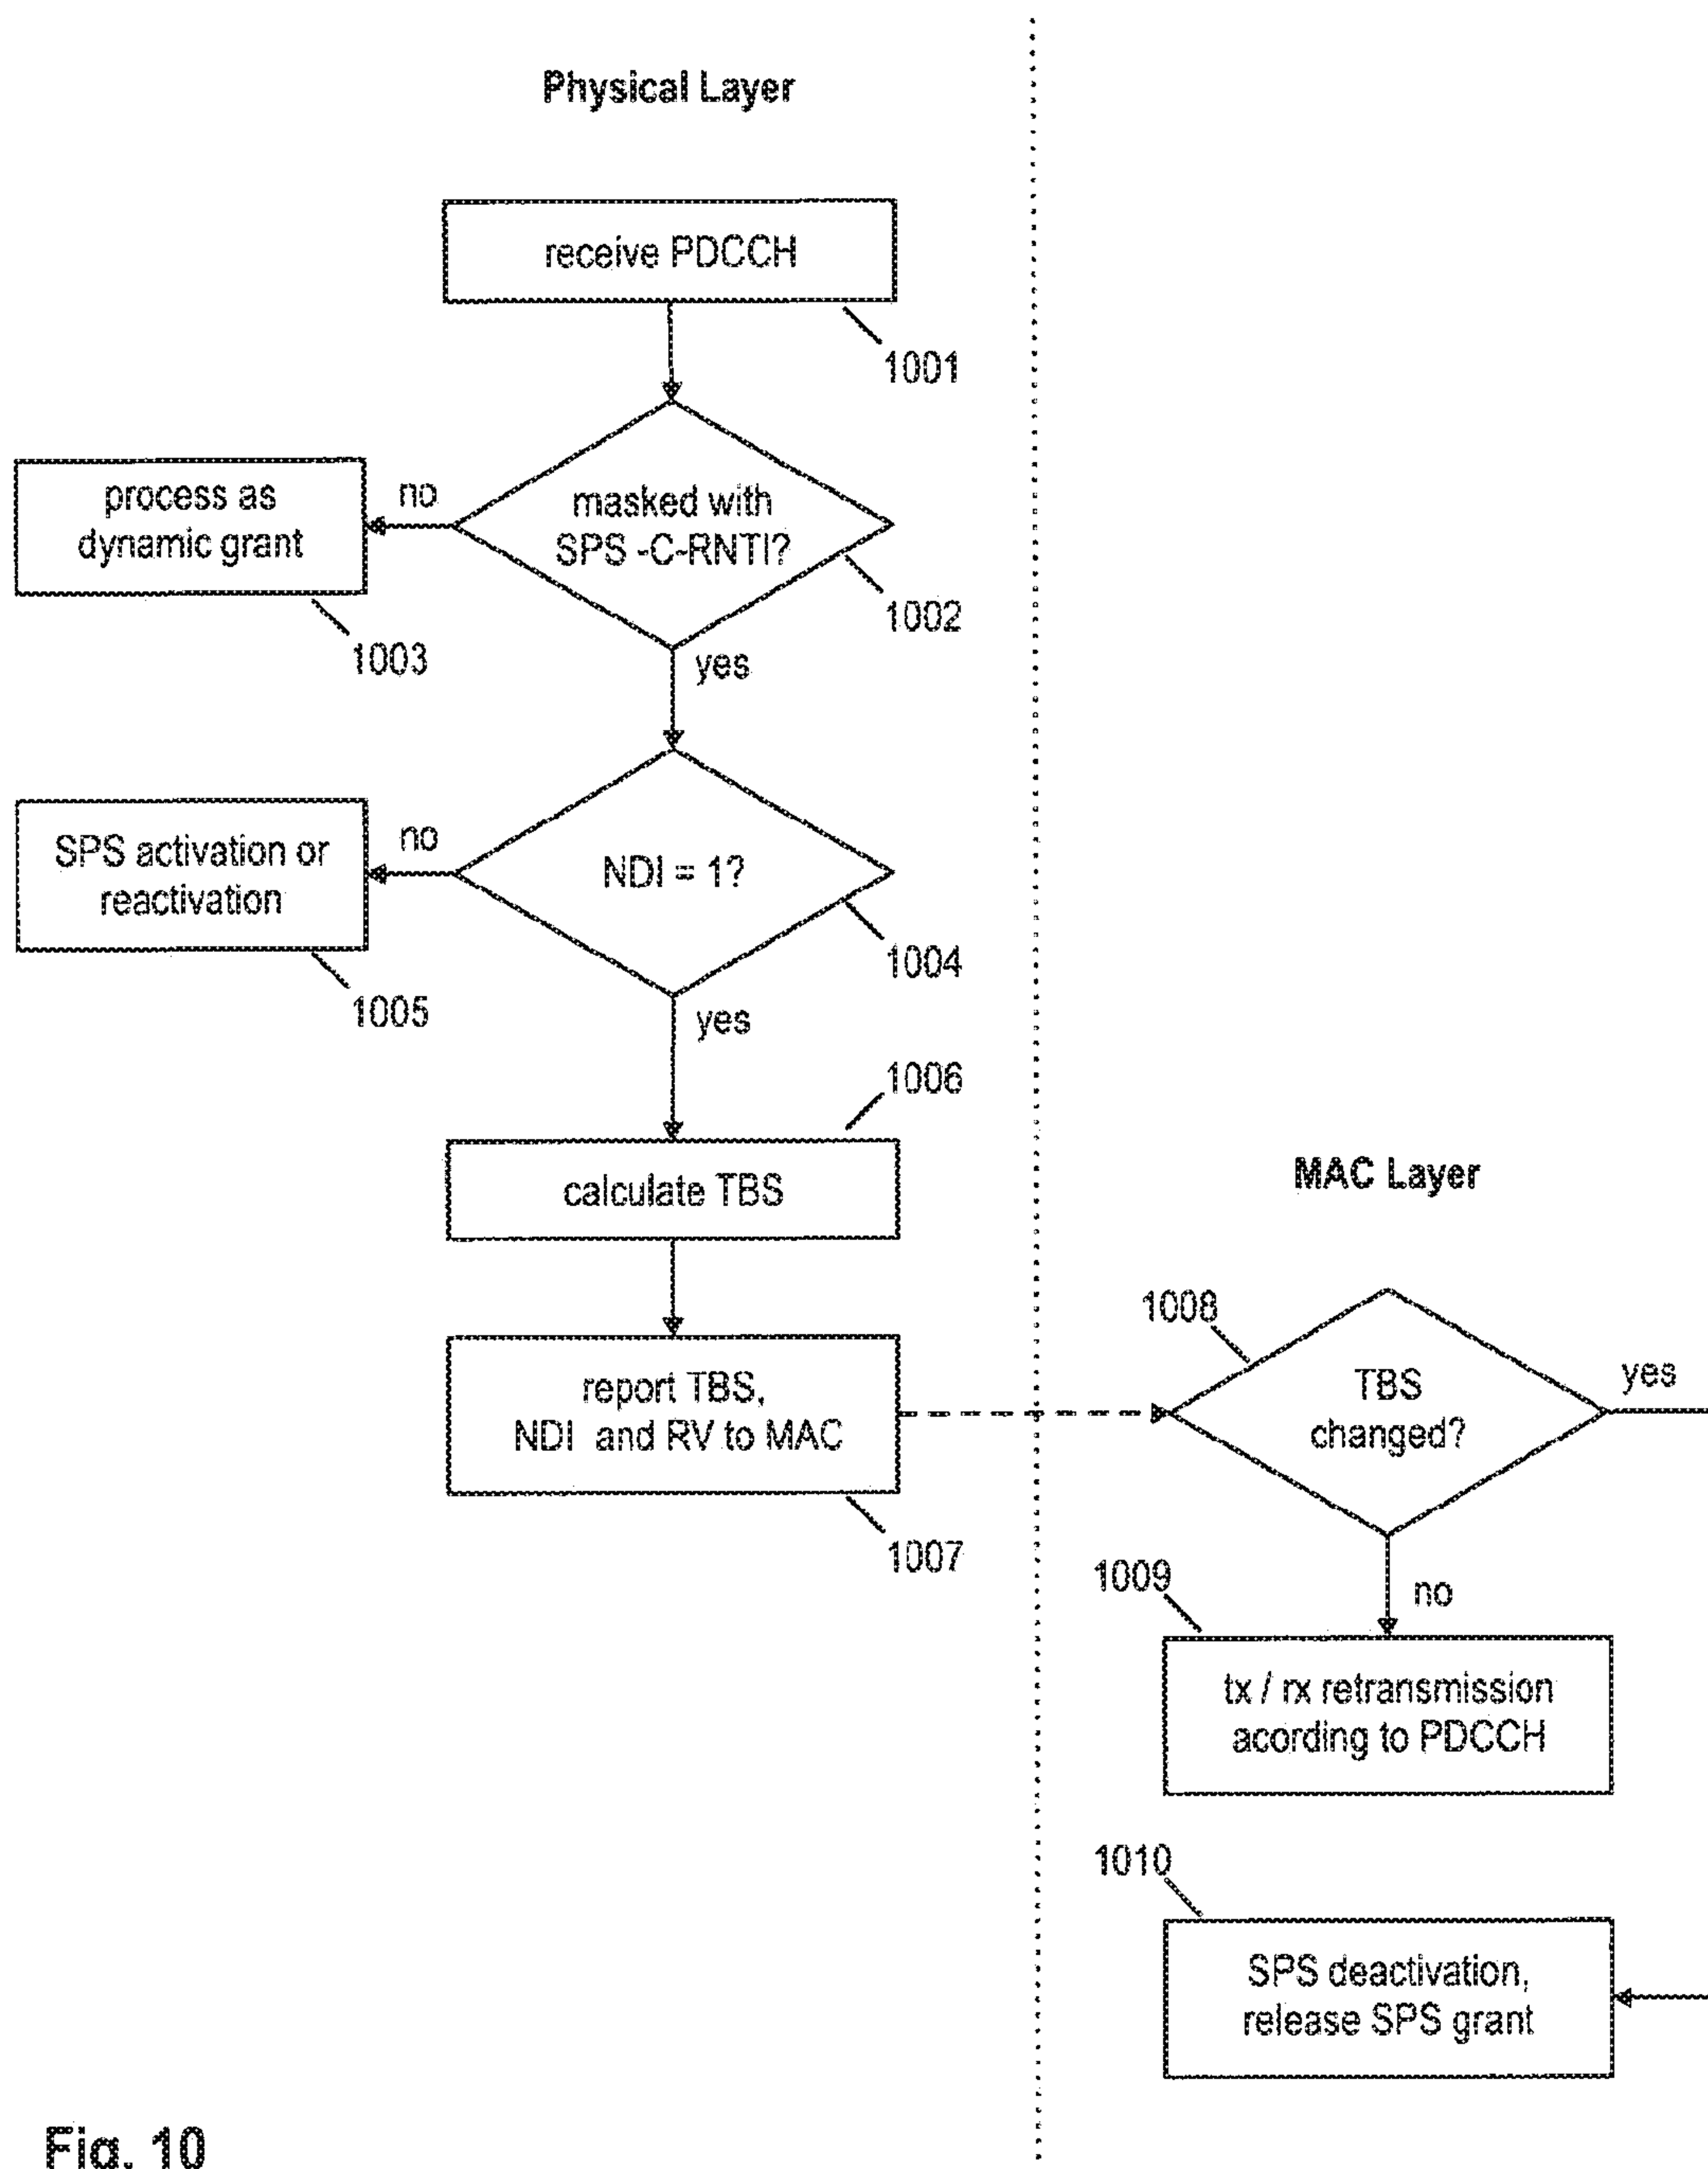 Physical Layer
receive PDCCH
1001
masked with
SPS -C-RNTI?
1002
no
process as
dynamic grant
1003
yes
NDI = 1?
1004
no
SPS activation or
reactivation
1005
yes
1006
calculate TBS
report TBS,
NDI and RV to MAC
1007
MAC Layer
1008
TBS
changed?
yes
no
1009
tx / rx retransmission
acording to PDCCH
1010
SPS deactivation,
release SPS grant
Fig. 10